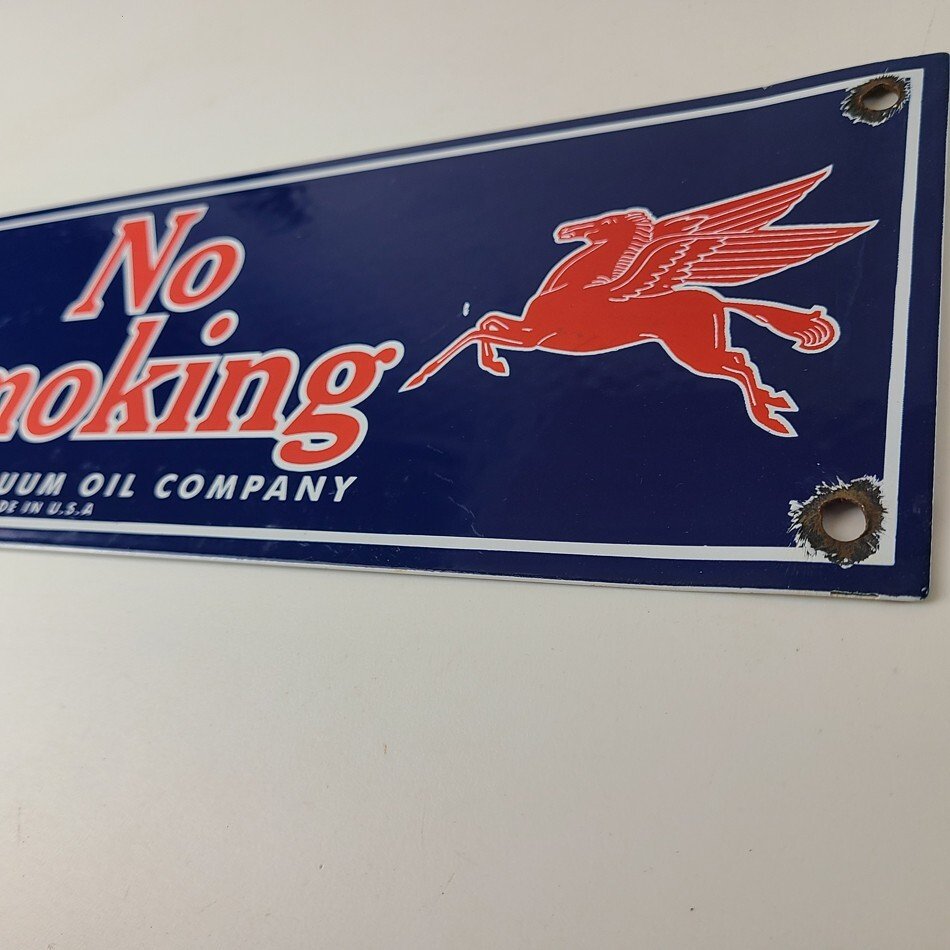 No
moking
UUM OIL COMPANY
DE IN U.S.A